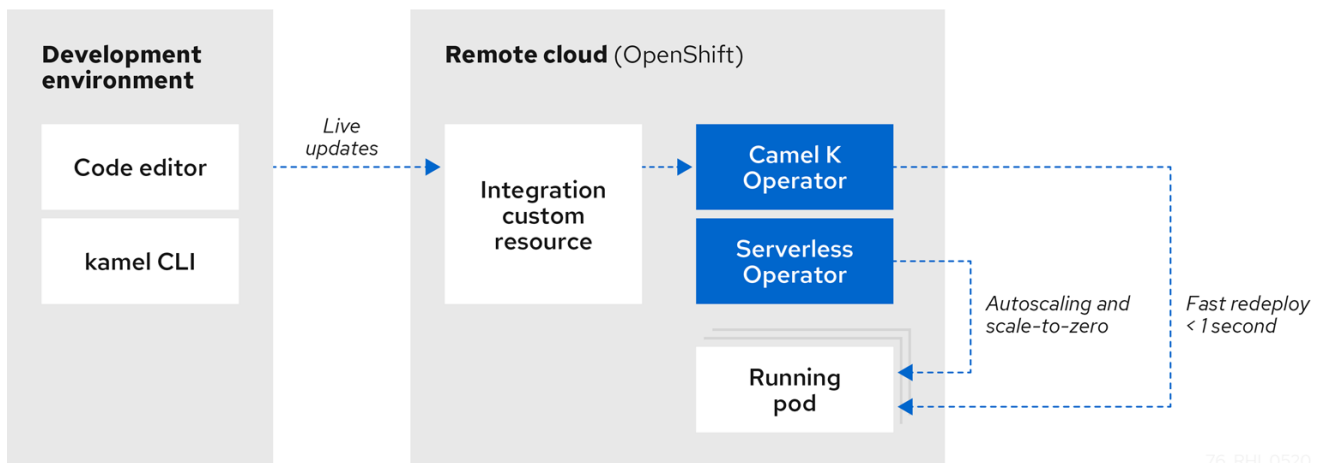 Development
environment
Code editor
kamel CLI
Live
updates
Remote cloud (OpenShift)
Integration
custom
resource
Camel K
Operator
Serverless
Operator
Running
pod
Autoscaling and
scale-to-zero
Fast redeploy
< 1 second
76_RHI_0520